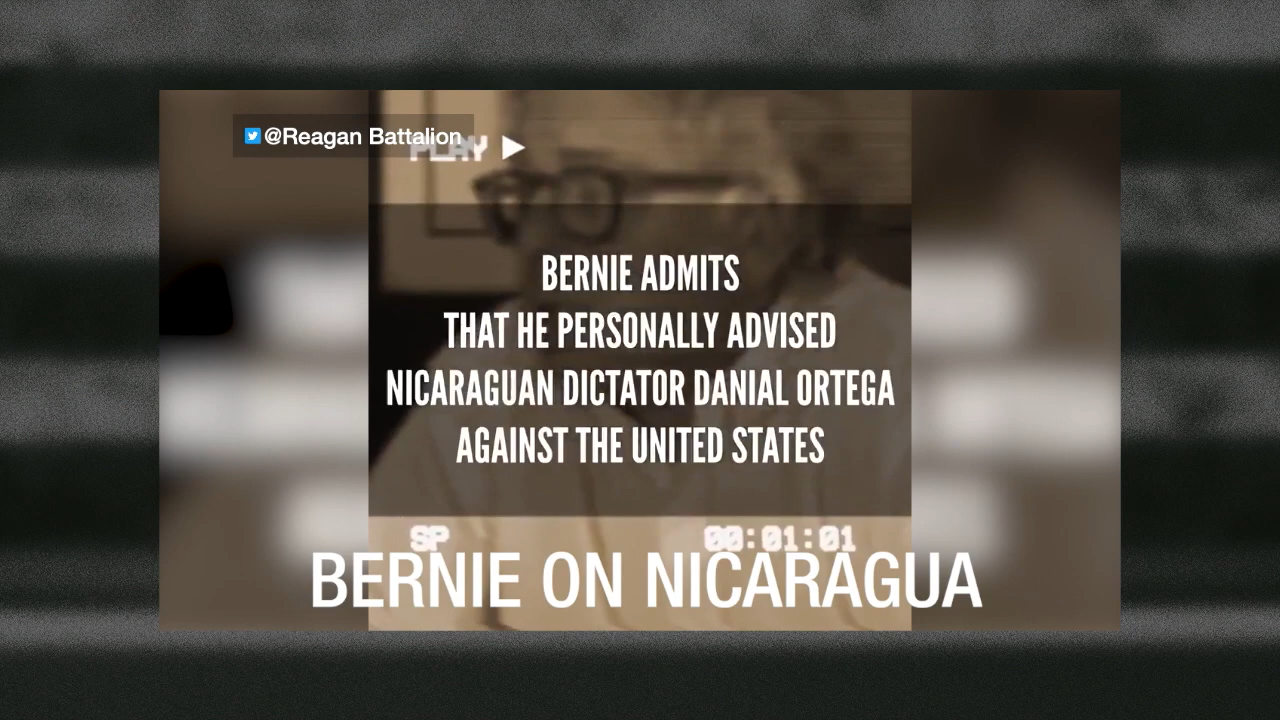 @Reagan Battalion
PLAY
BERNIE ADMITS
THAT HE PERSONALLY ADVISED
NICARAGUAN DICTATOR DANIAL ORTEGA
AGAINST THE UNITED STATES
SP 00:01:01
BERNIE ON NICARAGUA